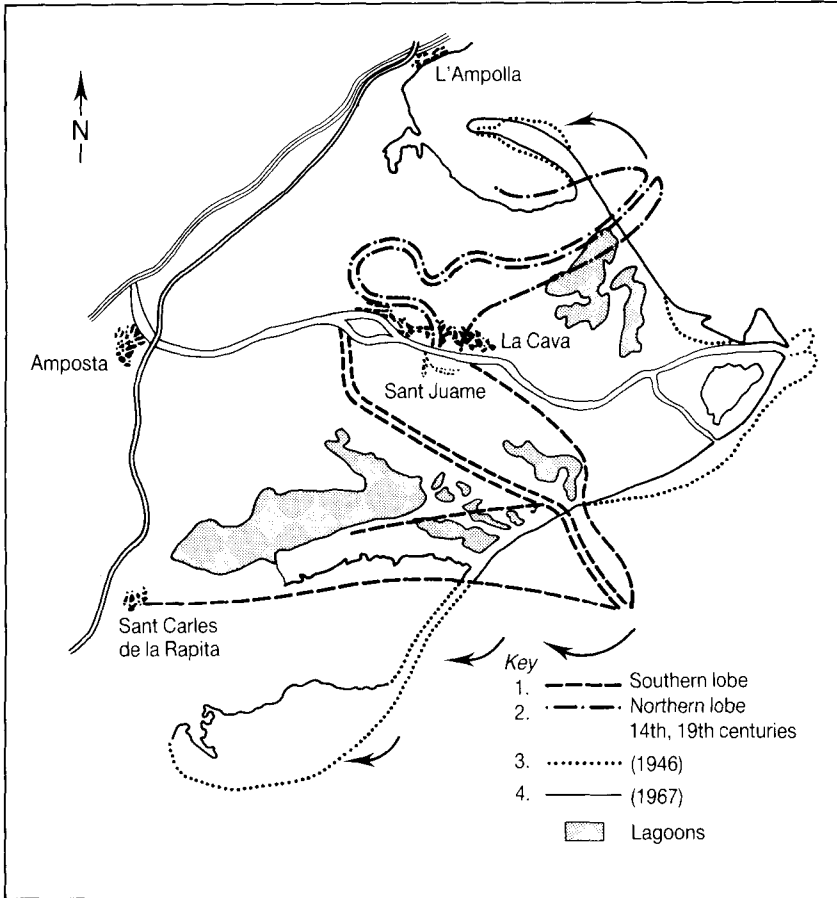 L'Ampolla
N
La Cava
Amposta
Sant Juame
Sant Carles
de la Rapita
Key
1. Southern lobe
2. Northern lobe
14th, 19th centuries
3. (1946)
4. (1967)
Lagoons